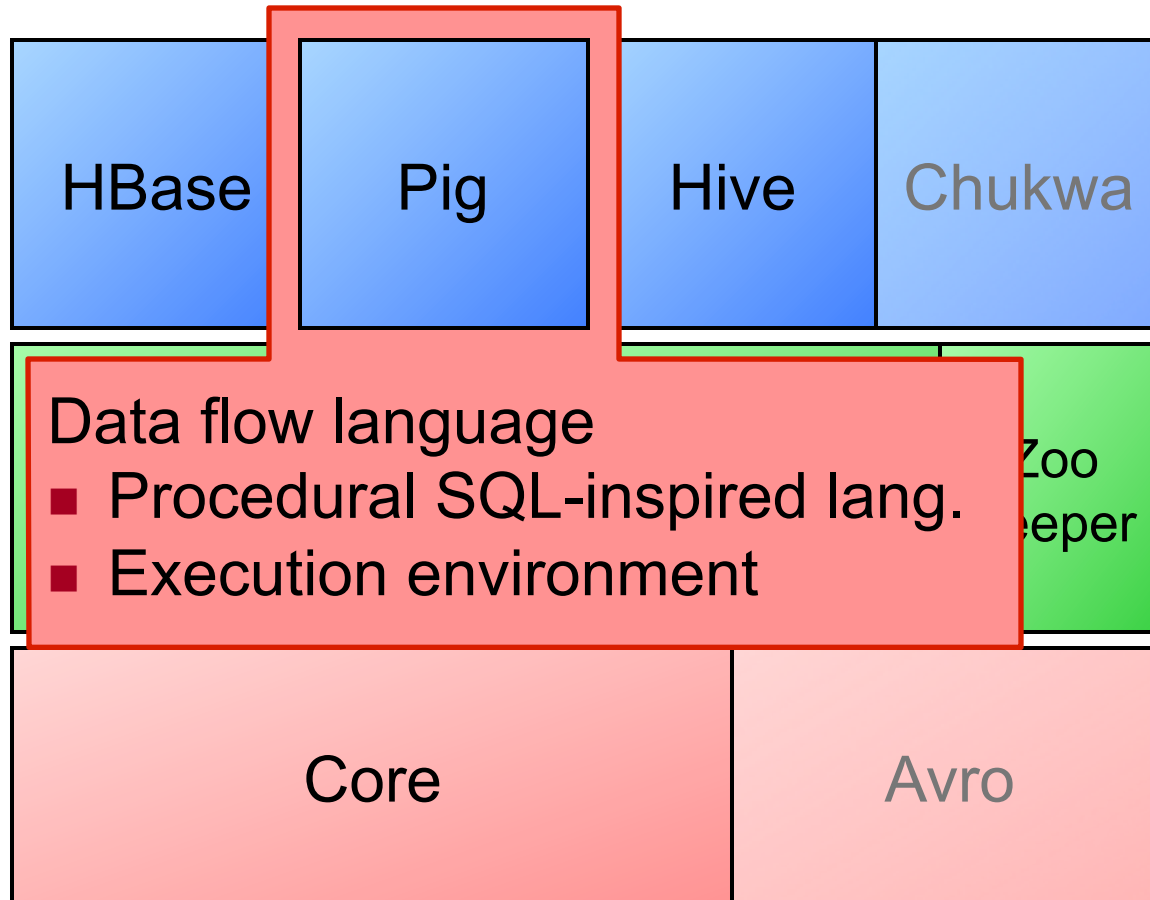 HBase Pig Hive Chukwa
Data flow language
■ Procedural SQL-inspired lang.
■ Execution environment
Zoo
eeper
Core Avro